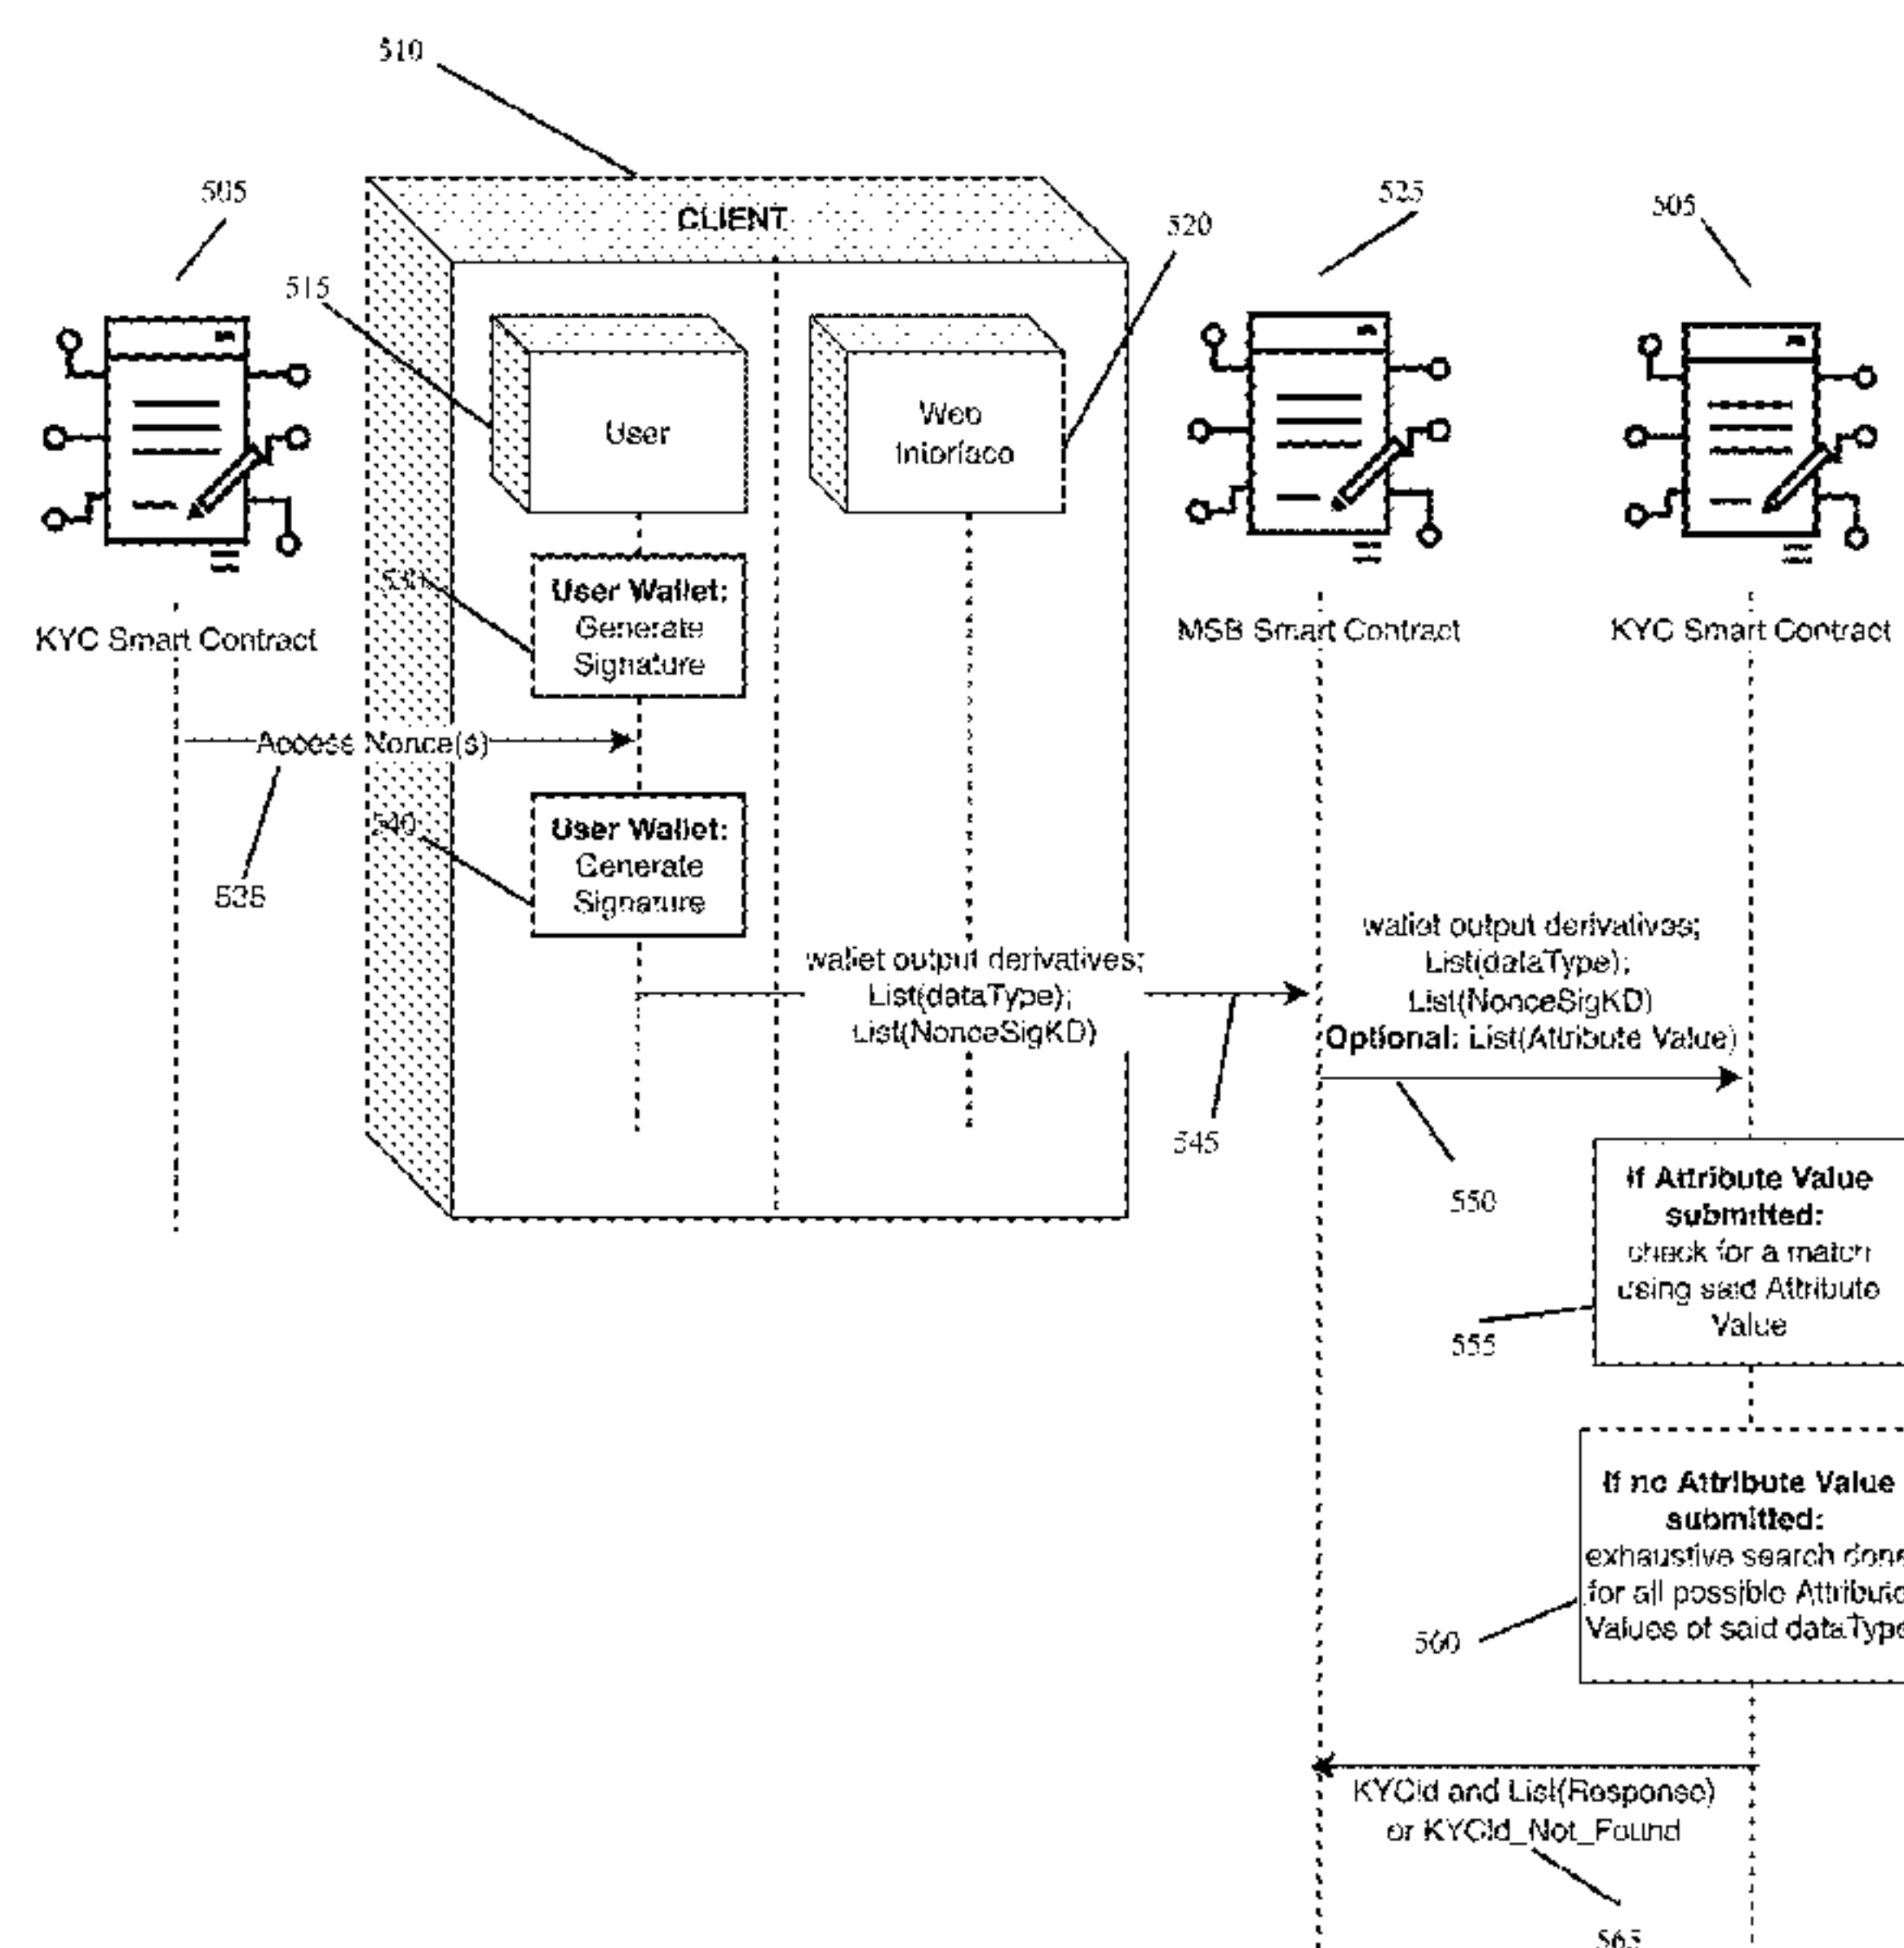 510
505
CLIENT
525
505
520
515
User
Web
Interface
530
User Wallet:
Generate
Signature
KYC Smart Contract
MSB Smart Contract
KYC Smart Contract
Access Nonce(s)
540
User Wallet:
Generate
Signature
535
wallet output derivatives;
List(dataType);
List(NonceSigKD)
wallet output derivatives;
List(dataType);
List(NonceSigKD)
Optional: List(Attribute Value)
545
550
If Attribute Value
submitted:
check for a match
using said Attribute
Value
555
If no Attribute Value
submitted:
exhaustive search done
for all possible Attribute
Values of said dataType
560
KYCId and List(Response)
or KYCId_Not_Found
565